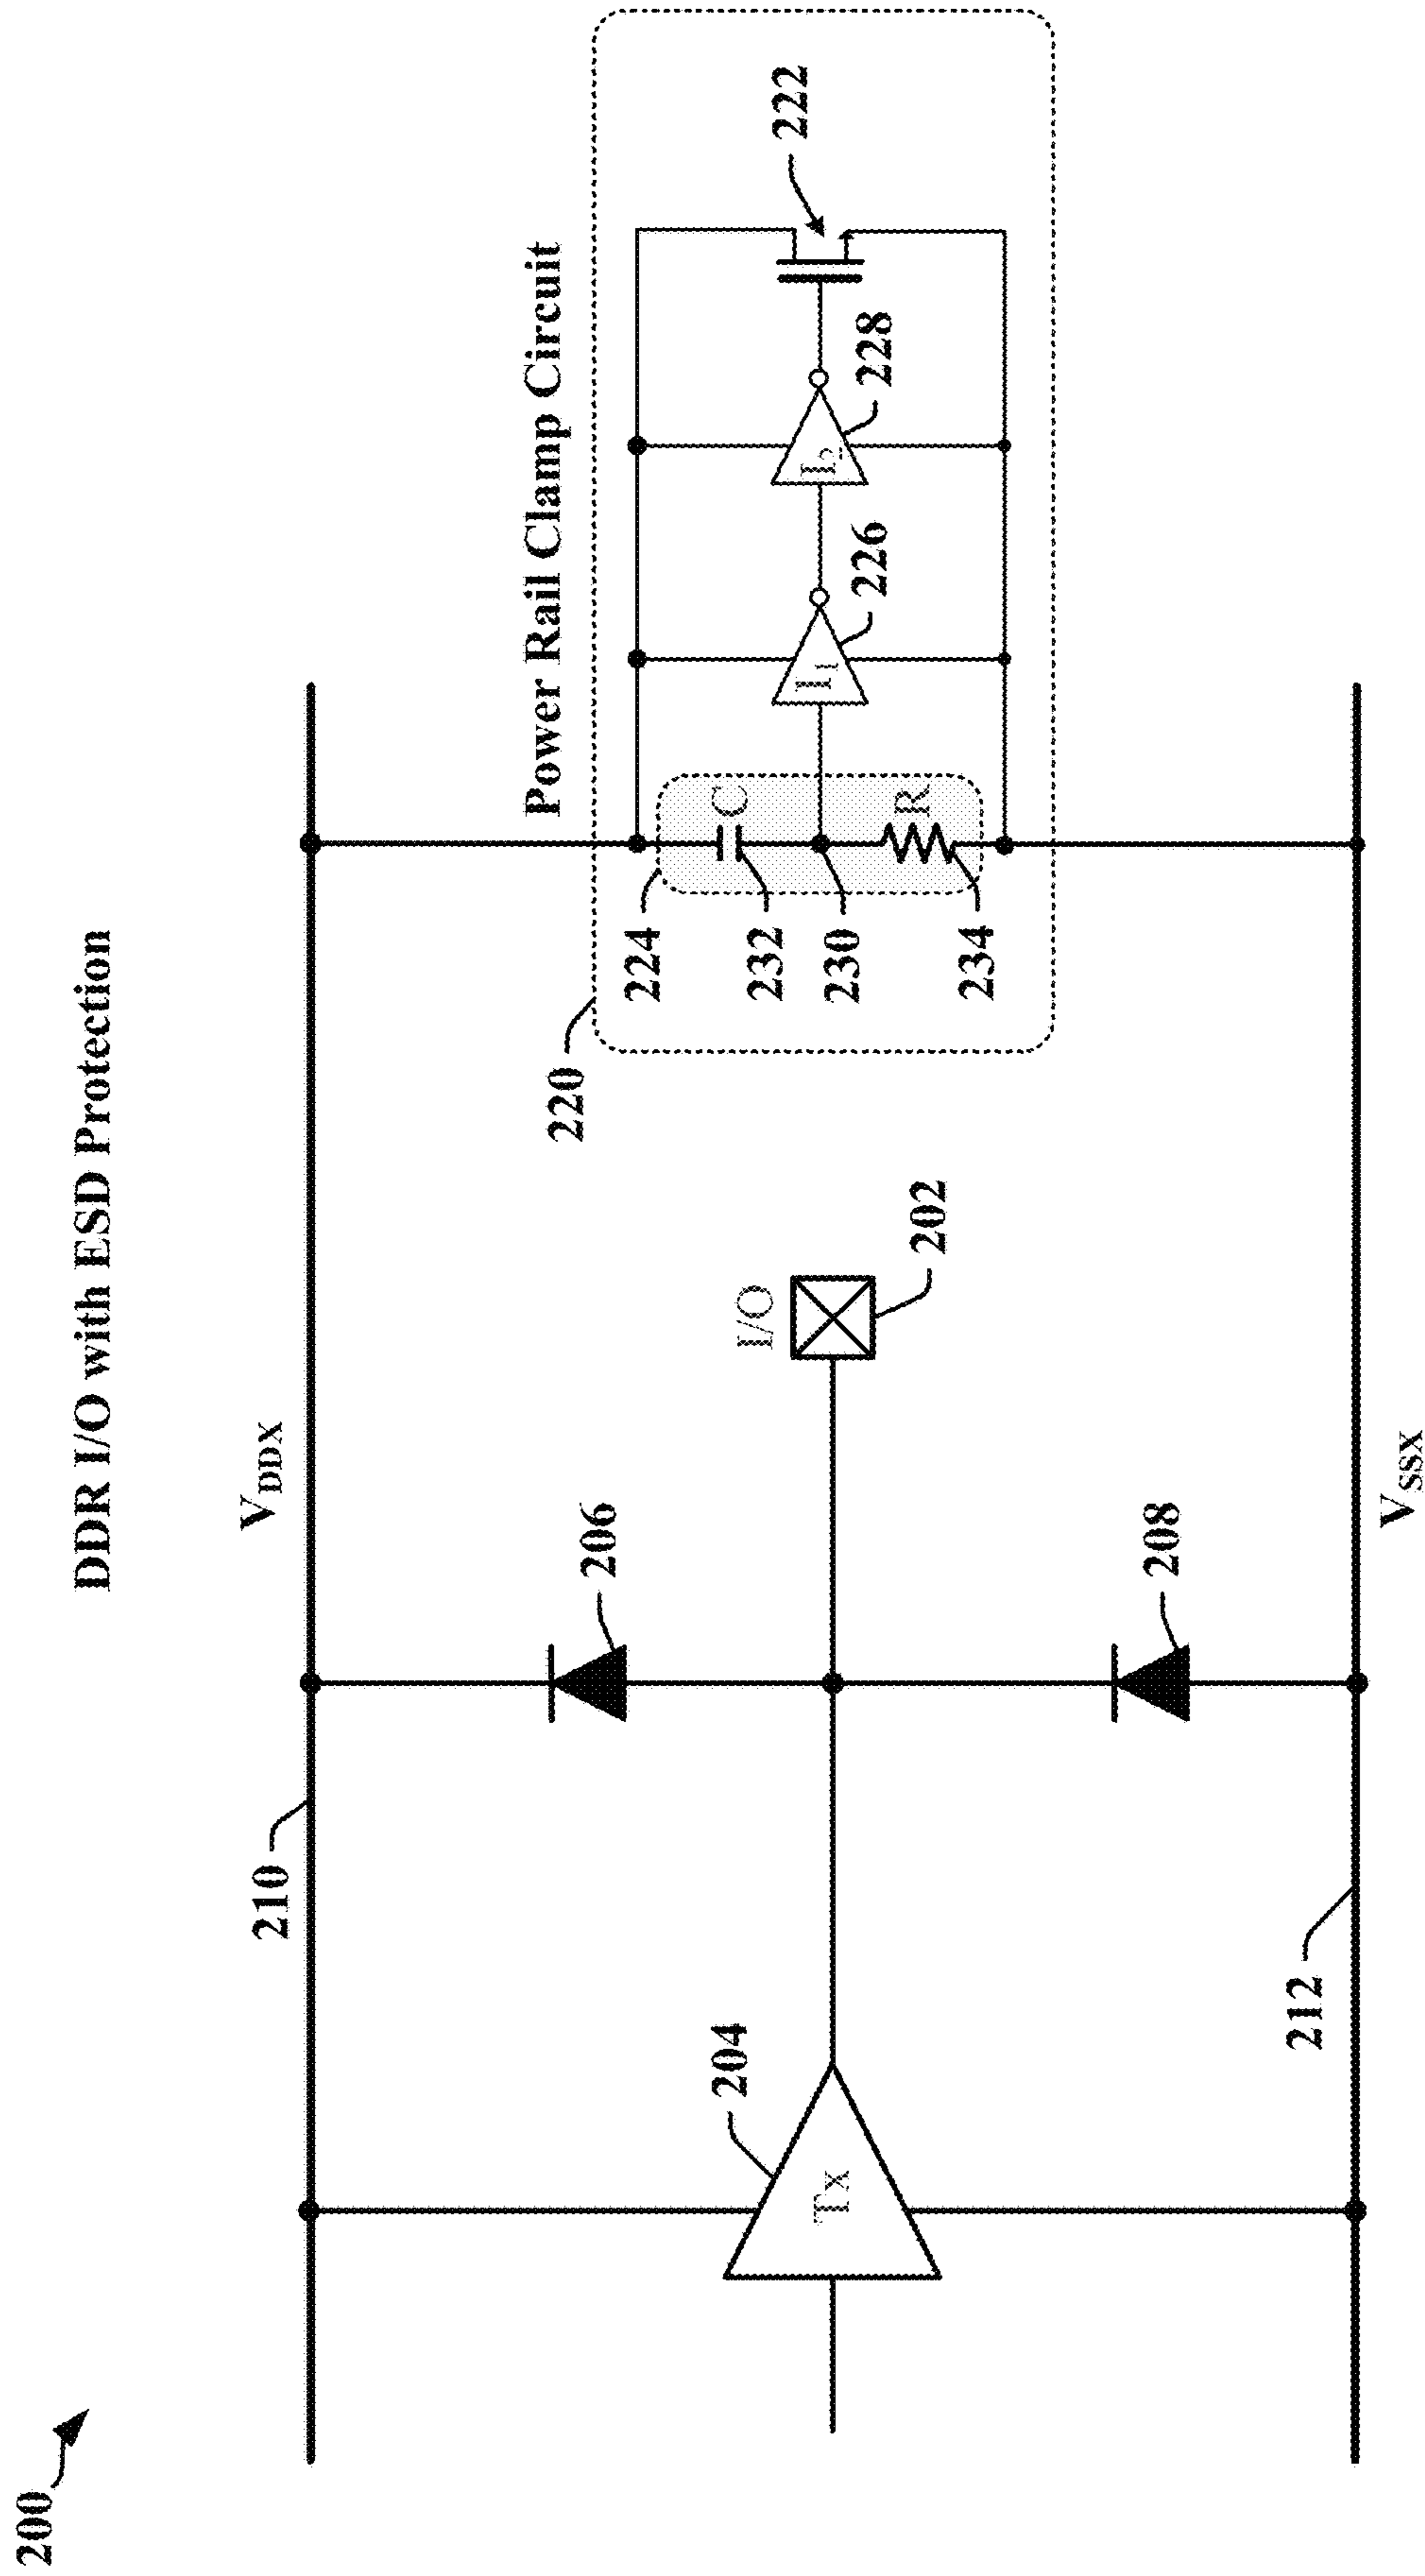 200
DDR I/O with ESD Protection
V_DDX
210
Power Rail Clamp Circuit
220
224
C
232
230
R
234
I₁
226
I₂
228
222
204
Tx
206
I/O
202
208
212
V_SSX